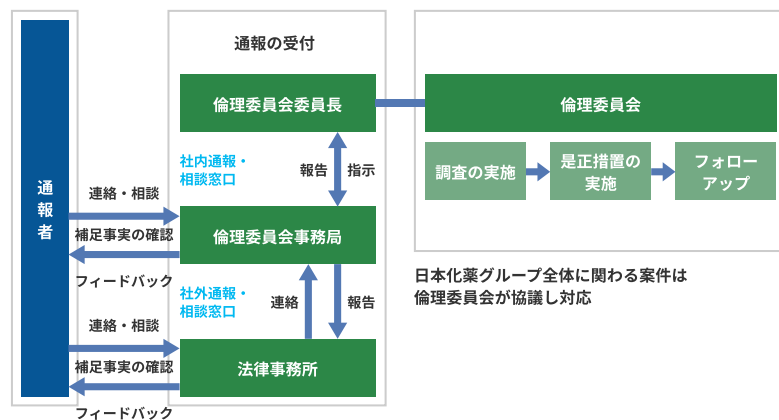 通報者
連絡・相談
補足事実の確認
フィードバック
連絡・相談
補足事実の確認
フィードバック
通報の受付
倫理委員会委員長
社内通報・
相談窓口
報告
指示
倫理委員会事務局
社外通報・
相談窓口
連絡
報告
法律事務所
倫理委員会
調査の実施
是正措置の
実施
フォロー
アップ
日本化薬グループ全体に関わる案件は
倫理委員会が協議し対応